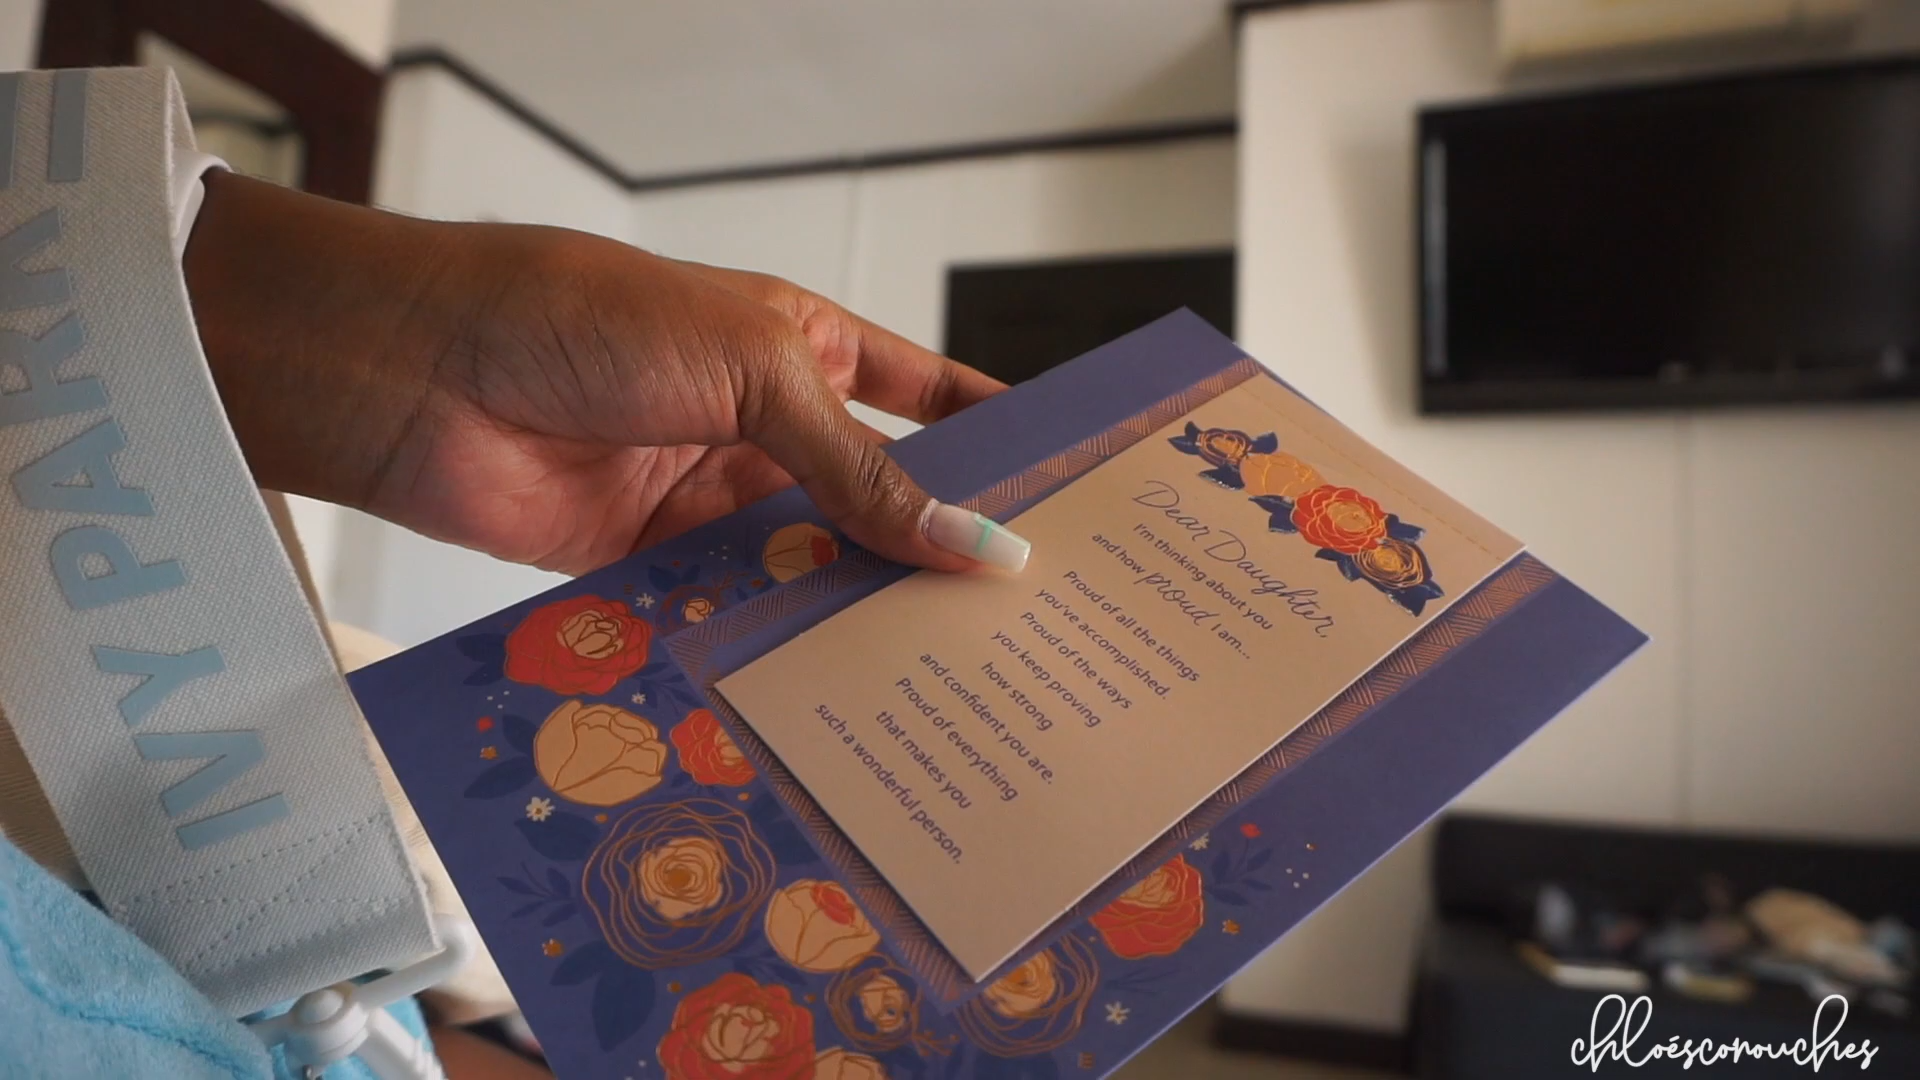 IVY PARK
Dear Daughter,
I'm thinking about you
and how proud I am...
Proud of all the things
you've accomplished.
Proud of the ways
you keep proving
how strong
and confident you are.
Proud of everything
that makes you
such a wonderful person.
chloésconouches